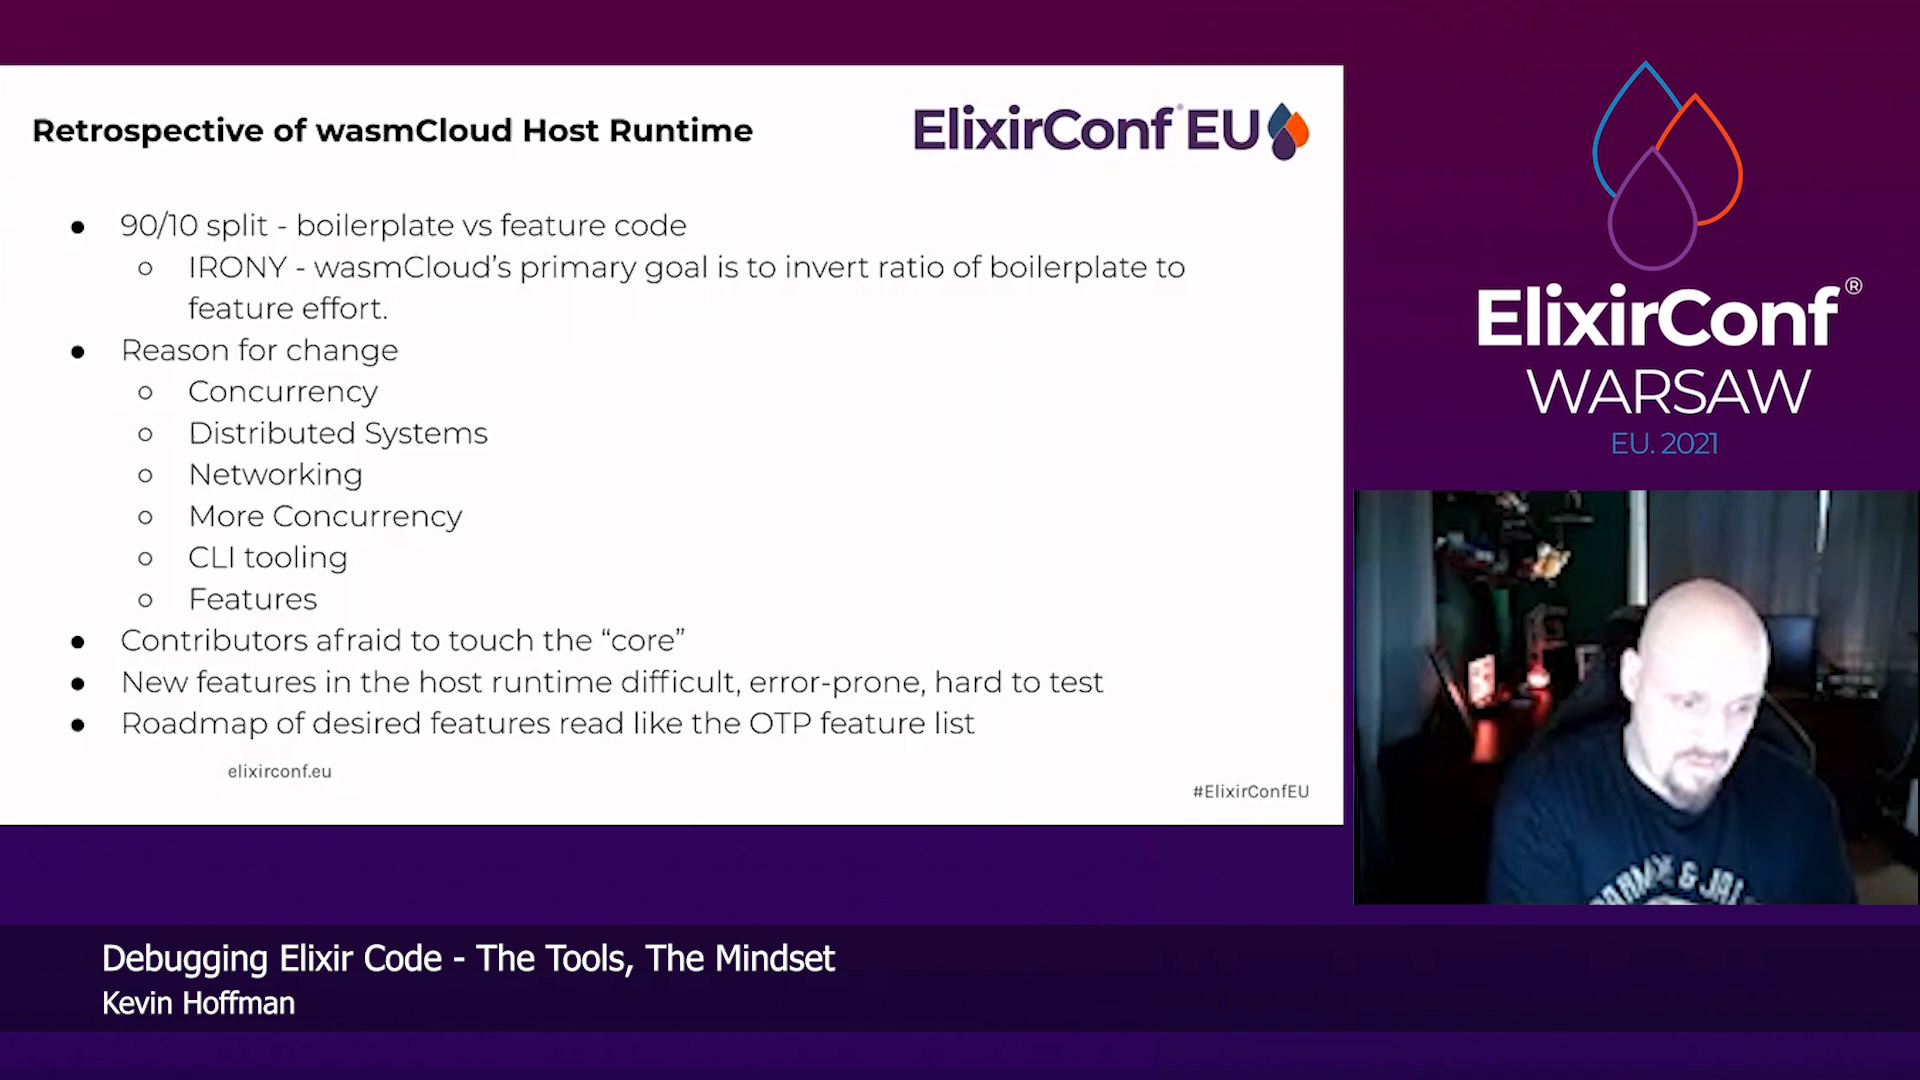 Retrospective of wasmCloud Host Runtime
ElixirConf EU
● 90/10 split - boilerplate vs feature code
○ IRONY - wasmCloud’s primary goal is to invert ratio of boilerplate to
feature effort.
● Reason for change
○ Concurrency
○ Distributed Systems
○ Networking
○ More Concurrency
○ CLI tooling
○ Features
● Contributors afraid to touch the “core”
● New features in the host runtime difficult, error-prone, hard to test
● Roadmap of desired features read like the OTP feature list
elixirconf.eu
#ElixirConfEU
ElixirConf®
WARSAW
EU. 2021
Debugging Elixir Code - The Tools, The Mindset
Kevin Hoffman